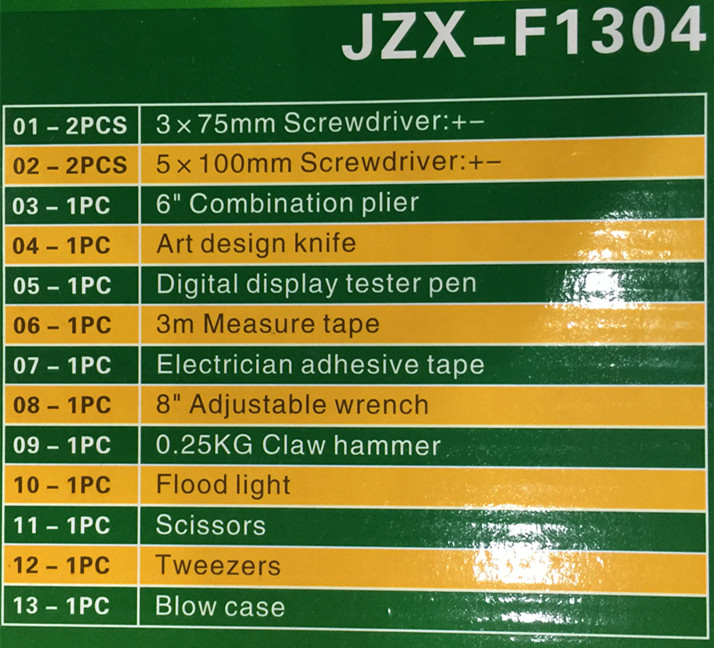 JZX-F1304
01 - 2PCS 3×75mm Screwdriver:+-
02 - 2PCS 5×100mm Screwdriver:+-
03 - 1PC 6" Combination plier
04 - 1PC Art design knife
05 - 1PC Digital display tester pen
06 - 1PC 3m Measure tape
07 - 1PC Electrician adhesive tape
08 - 1PC 8" Adjustable wrench
09 - 1PC 0.25KG Claw hammer
10 - 1PC Flood light
11 - 1PC Scissors
12 - 1PC Tweezers
13 - 1PC Blow case